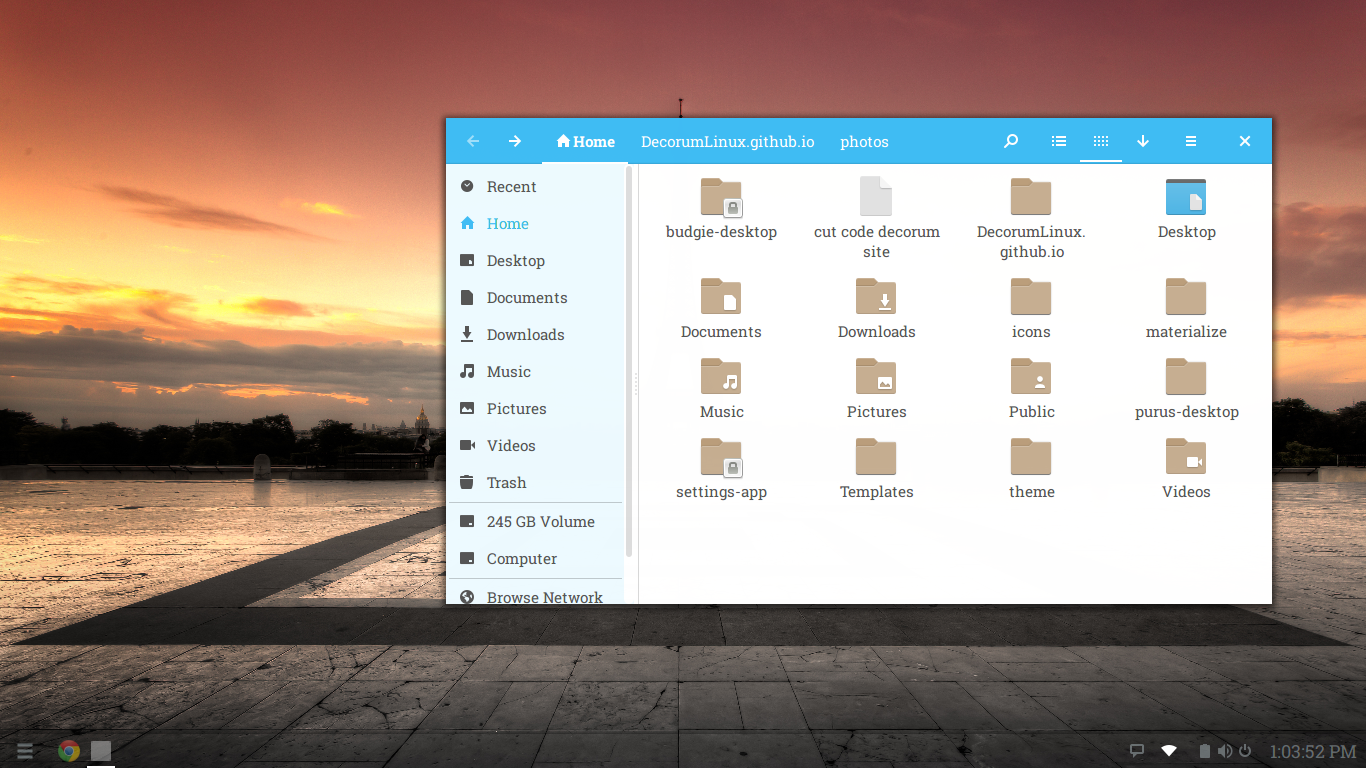 Home DecorumLinux.github.io photos
Recent
Home
Desktop
Documents
Downloads
Music
Pictures
Videos
Trash
245 GB Volume
Computer
Browse Network
budgie-desktop
cut code decorum
site
DecorumLinux.
github.io
Desktop
Documents
Downloads
icons
materialize
Music
Pictures
Public
purus-desktop
settings-app
Templates
theme
Videos
1:03:52 PM